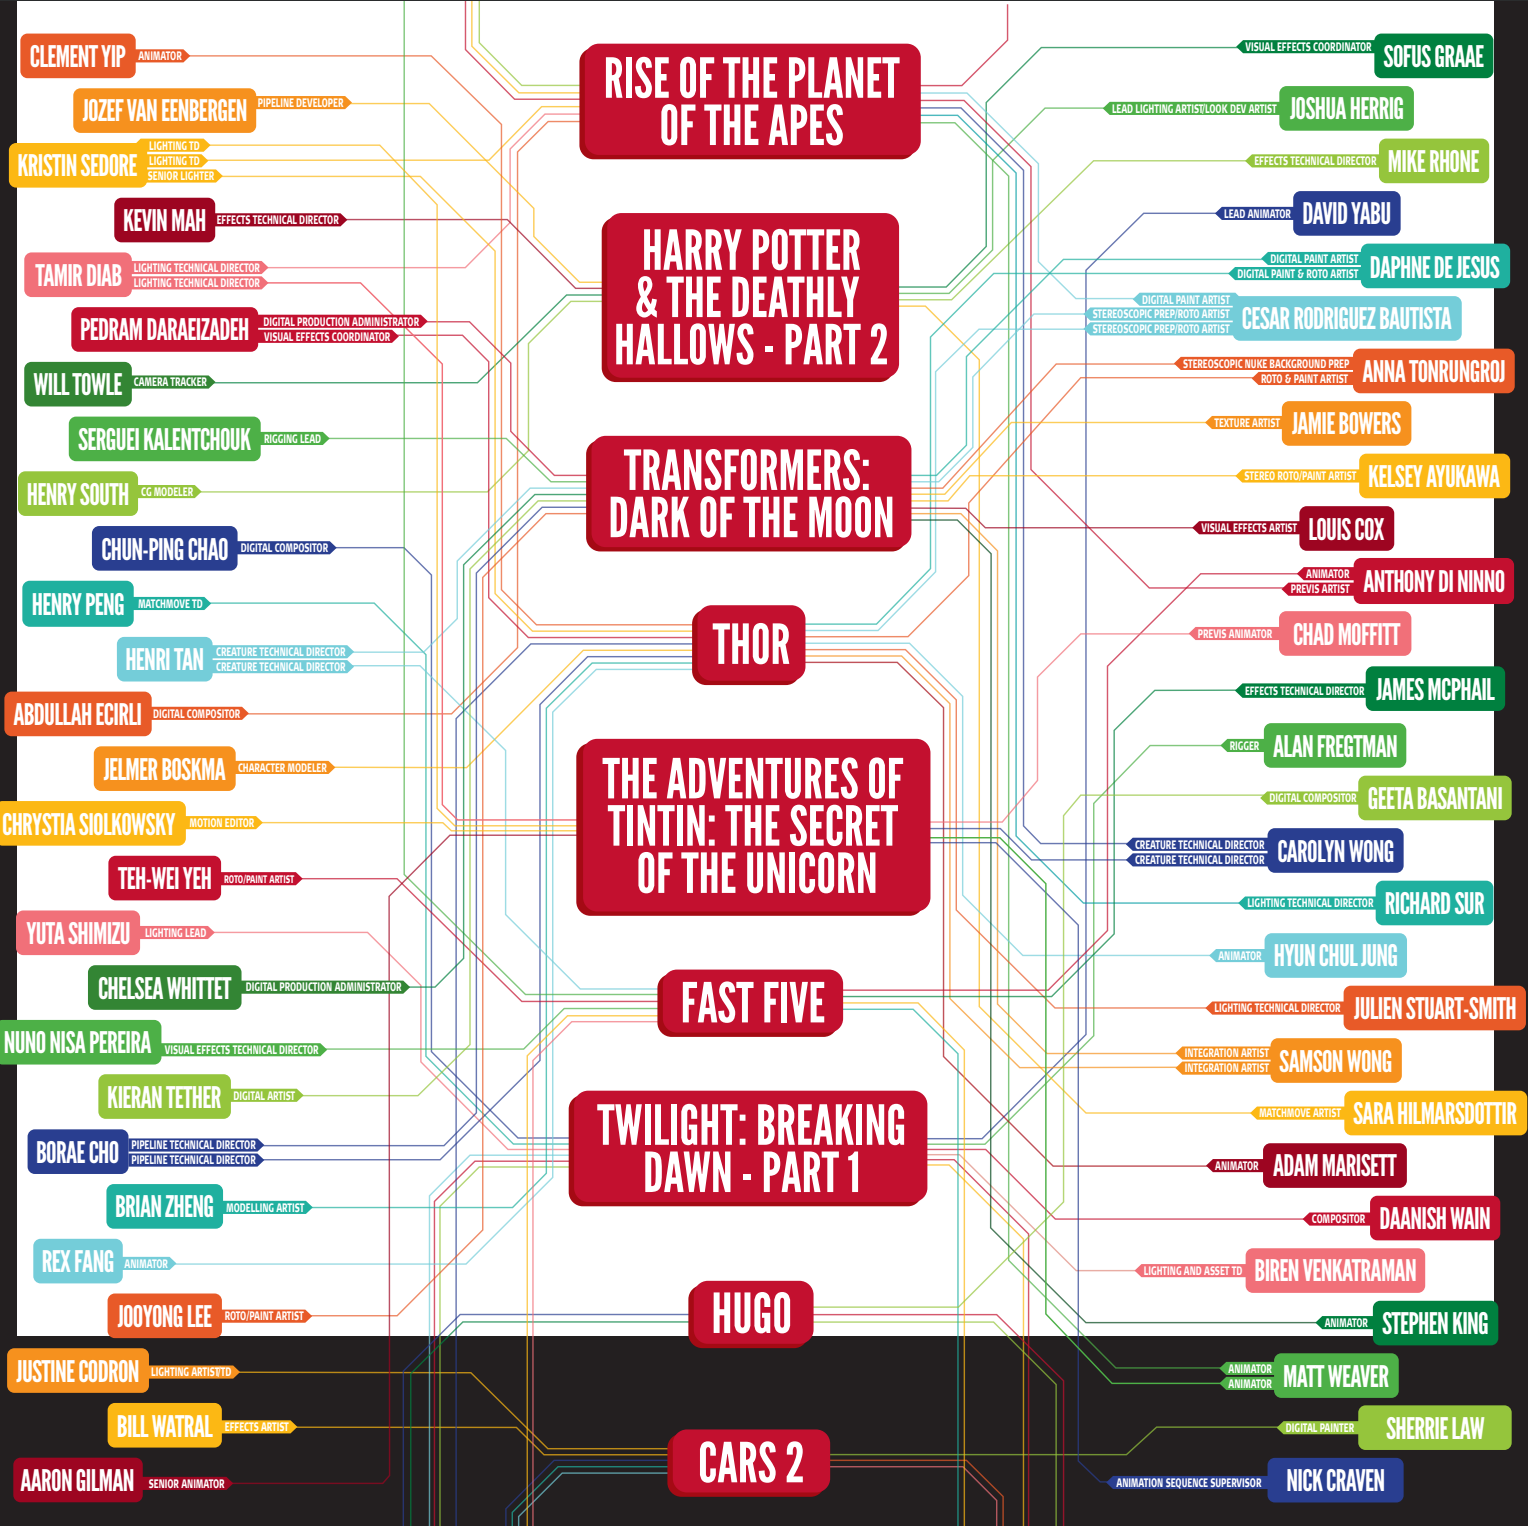 CLEMENT YIP
ANIMATOR
JOZEF VAN EENBERGEN
PIPELINE DEVELOPER
KRISTIN SEDORE
LIGHTING TD
LIGHTING TD
SENIOR LIGHTER
KEVIN MAH
EFFECTS TECHNICAL DIRECTOR
TAMIR DIAB
LIGHTING TECHNICAL DIRECTOR
LIGHTING TECHNICAL DIRECTOR
PEDRAM DARAEIZADEH
DIGITAL PRODUCTION ADMINISTRATOR
VISUAL EFFECTS COORDINATOR
WILL TOWLE
CAMERA TRACKER
SERGUEI KALENTCHOUK
RIGGING LEAD
HENRY SOUTH
CG MODELER
CHUN-PING CHAO
DIGITAL COMPOSITOR
HENRY PENG
MATCHMOVE TD
HENRI TAN
CREATURE TECHNICAL DIRECTOR
CREATURE TECHNICAL DIRECTOR
ABDULLAH ECIRLI
DIGITAL COMPOSITOR
JELMER BOSKMA
CHARACTER MODELER
CHRYSTIA SIOLKOWSKY
MOTION EDITOR
TEH-WEI YEH
ROTO/PAINT ARTIST
YUTA SHIMIZU
LIGHTING LEAD
CHELSEA WHITTET
DIGITAL PRODUCTION ADMINISTRATOR
NUNO NISA PEREIRA
VISUAL EFFECTS TECHNICAL DIRECTOR
KIERAN TETHER
DIGITAL ARTIST
BORAE CHO
PIPELINE TECHNICAL DIRECTOR
PIPELINE TECHNICAL DIRECTOR
BRIAN ZHENG
MODELLING ARTIST
REX FANG
ANIMATOR
JOOYONG LEE
ROTO/PAINT ARTIST
JUSTINE CODRON
LIGHTING ARTIST/TD
BILL WATRAL
EFFECTS ARTIST
AARON GILMAN
SENIOR ANIMATOR
RISE OF THE PLANET
OF THE APES
HARRY POTTER
& THE DEATHLY
HALLOWS - PART 2
TRANSFORMERS:
DARK OF THE MOON
THOR
THE ADVENTURES OF
TINTIN: THE SECRET
OF THE UNICORN
FAST FIVE
TWILIGHT: BREAKING
DAWN - PART 1
HUGO
CARS 2
VISUAL EFFECTS COORDINATOR
SOFUS GRAAE
LEAD LIGHTING ARTIST/LOOK DEV ARTIST
JOSHUA HERRIG
EFFECTS TECHNICAL DIRECTOR
MIKE RHONE
LEAD ANIMATOR
DAVID YABU
DIGITAL PAINT ARTIST
DIGITAL PAINT & ROTO ARTIST
DAPHNE DE JESUS
DIGITAL PAINT ARTIST
STEREOSCOPIC PREP/ROTO ARTIST
STEREOSCOPIC PREP/ROTO ARTIST
CESAR RODRIGUEZ BAUTISTA
STEREOSCOPIC NUKE BACKGROUND PREP
ROTO & PAINT ARTIST
ANNA TONRUNGROJ
TEXTURE ARTIST
JAMIE BOWERS
STEREO ROTO/PAINT ARTIST
KELSEY AYUKAWA
VISUAL EFFECTS ARTIST
LOUIS COX
ANIMATOR
PREVIS ARTIST
ANTHONY DI NINNO
PREVIS ANIMATOR
CHAD MOFFITT
EFFECTS TECHNICAL DIRECTOR
JAMES MCPHAIL
RIGGER
ALAN FREGTMAN
DIGITAL COMPOSITOR
GEETA BASANTANI
CREATURE TECHNICAL DIRECTOR
CREATURE TECHNICAL DIRECTOR
CAROLYN WONG
LIGHTING TECHNICAL DIRECTOR
RICHARD SUR
ANIMATOR
HYUN CHUL JUNG
LIGHTING TECHNICAL DIRECTOR
JULIEN STUART-SMITH
INTEGRATION ARTIST
INTEGRATION ARTIST
SAMSON WONG
MATCHMOVE ARTIST
SARA HILMARSDOTTIR
ANIMATOR
ADAM MARISETT
COMPOSITOR
DAANISH WAIN
LIGHTING AND ASSET TD
BIREN VENKATRAMAN
ANIMATOR
STEPHEN KING
ANIMATOR
ANIMATOR
MATT WEAVER
DIGITAL PAINTER
SHERRIE LAW
ANIMATION SEQUENCE SUPERVISOR
NICK CRAVEN